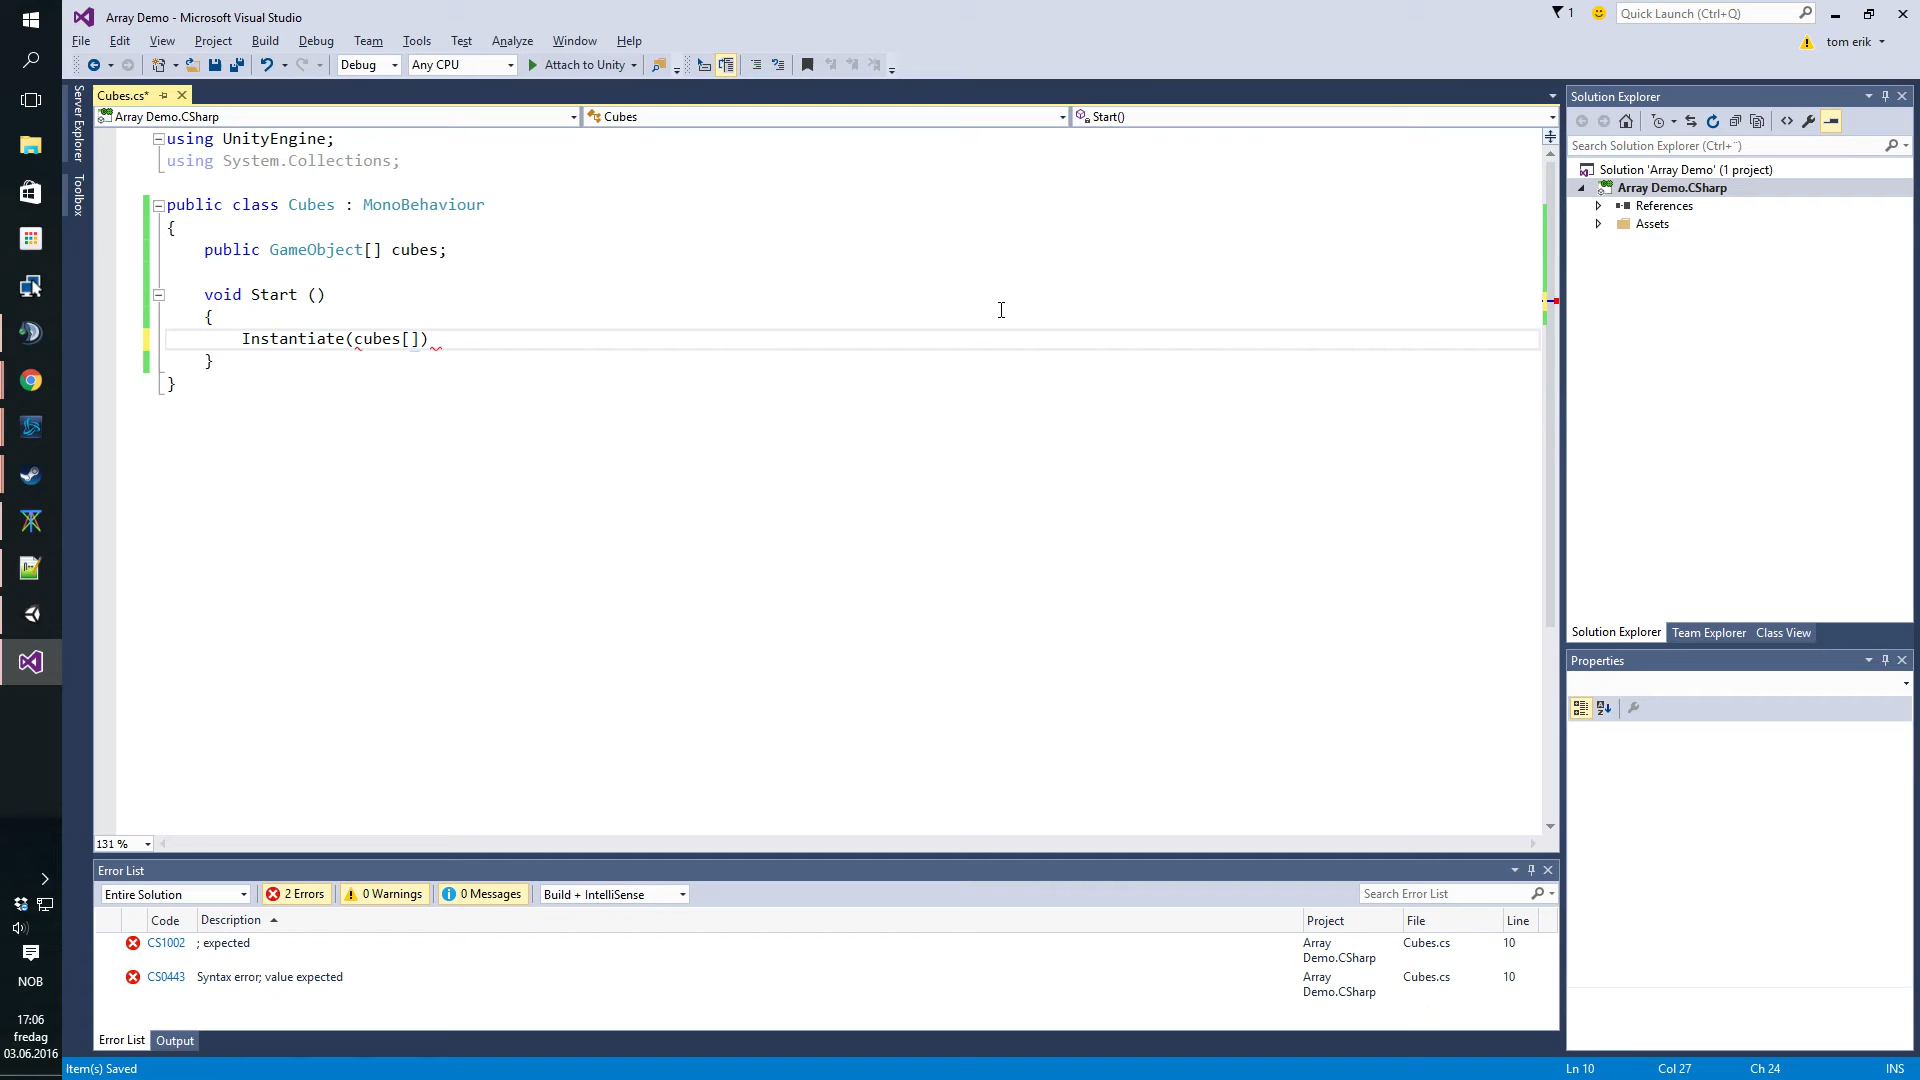 Array Demo - Microsoft Visual Studio
1
Quick Launch (Ctrl+Q)
File Edit View Project Build Debug Team Tools Test Analyze Window Help
tom erik
Debug Any CPU Attach to Unity
Server Explorer
Toolbox
Cubes.cs*
Array Demo.CSharp Cubes Start()
using UnityEngine;
using System.Collections;
public class Cubes : MonoBehaviour
{
public GameObject[] cubes;
void Start ()
{
Instantiate(cubes[])
}
}
131 %
Solution Explorer
Search Solution Explorer (Ctrl+¨)
Solution 'Array Demo' (1 project)
Array Demo.CSharp
References
Assets
Solution Explorer Team Explorer Class View
Properties
Error List
Entire Solution 2 Errors 0 Warnings 0 Messages Build + IntelliSense Search Error List
Code Description Project File Line
CS1002 ; expected Array Demo.CSharp Cubes.cs 10
CS0443 Syntax error; value expected Array Demo.CSharp Cubes.cs 10
Error List Output
NOB
17:06
fredag
03.06.2016
Item(s) Saved Ln 10 Col 27 Ch 24 INS